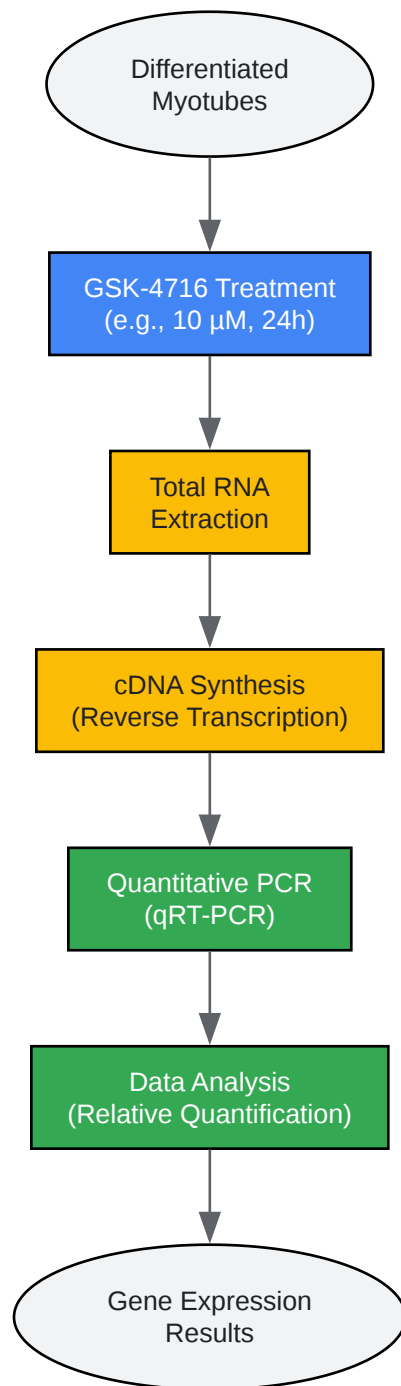 Differentiated
Myotubes
GSK-4716 Treatment
(e.g., 10 µM, 24h)
Total RNA
Extraction
cDNA Synthesis
(Reverse Transcription)
Quantitative PCR
(qRT-PCR)
Data Analysis
(Relative Quantification)
Gene Expression
Results